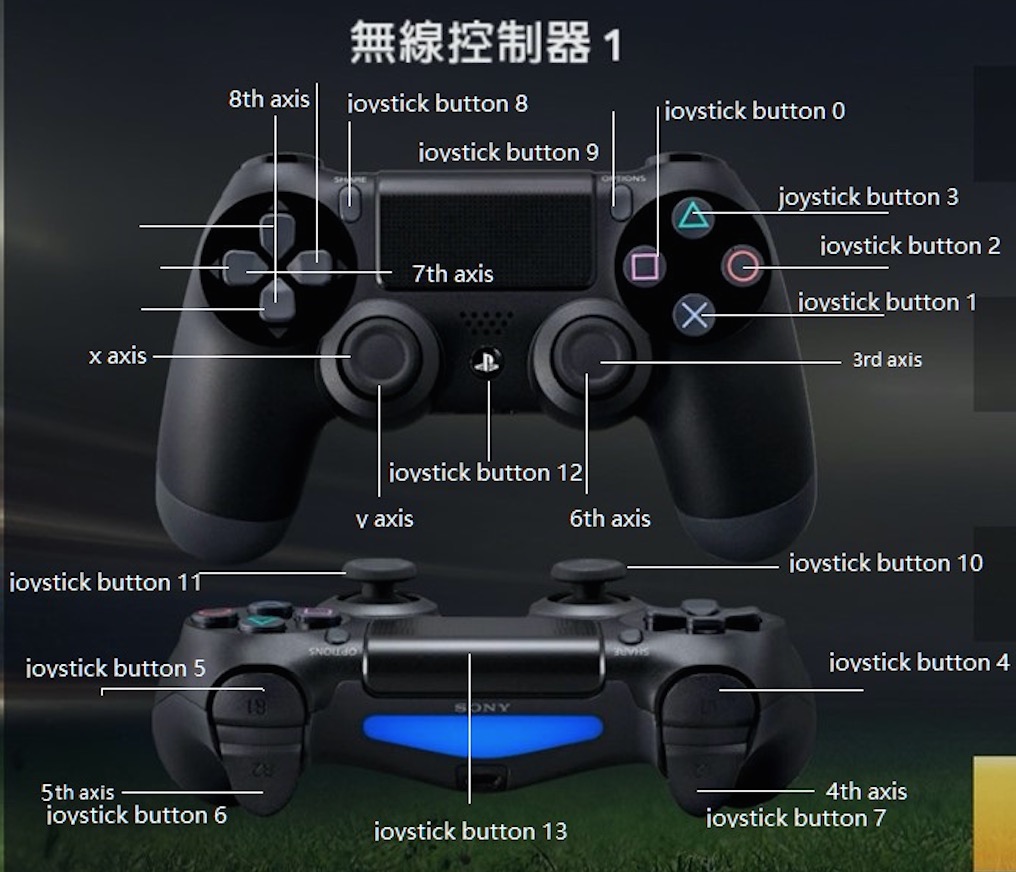 無線控制器 1
8th axis
joystick button 8
joystick button 0
joystick button 9
SHARE
OPTIONS
joystick button 3
joystick button 2
7th axis
joystick button 1
x axis
3rd axis
joystick button 12
y axis
6th axis
joystick button 11
joystick button 10
OPTIONS
SHARE
joystick button 5
joystick button 4
R1
L1
SONY
R2
5th axis
4th axis
joystick button 6
joystick button 7
joystick button 13